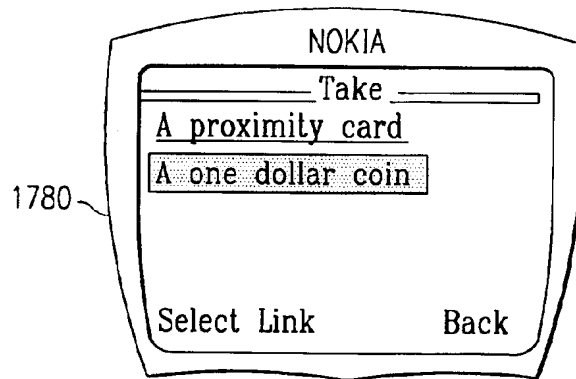 NOKIA
Take
A proximity card
A one dollar coin
1780
Select Link Back